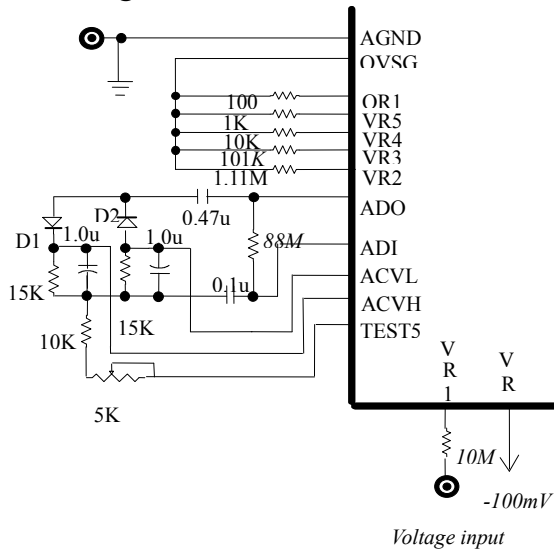 AGND
OVSG
100
OR1
1K
VR5
10K
VR4
101K
VR3
1.11M
VR2
ADO
D2
0.47u
D1
1.0u
1.0u
88M
ADI
0.1u
ACVL
15K
ACVH
10K
15K
TEST5
5K
V
R
1
V
R
10M
-100mV
Voltage input